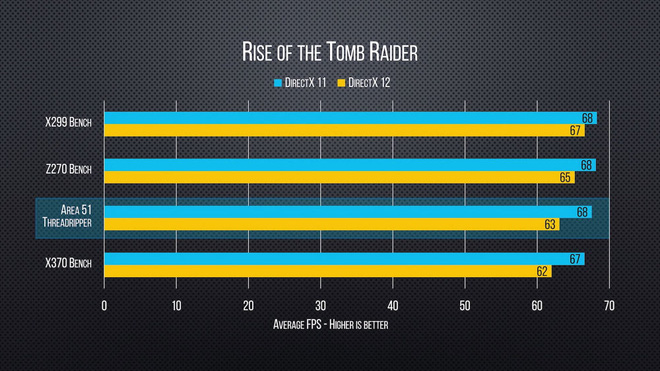 Rise of the Tomb Raider
DirectX 11 DirectX 12
X299 Bench 68
67
Z270 Bench 68
65
Area 51
Threadripper 68
63
X370 Bench 67
62
0 10 20 30 40 50 60 70
Average FPS - Higher is better